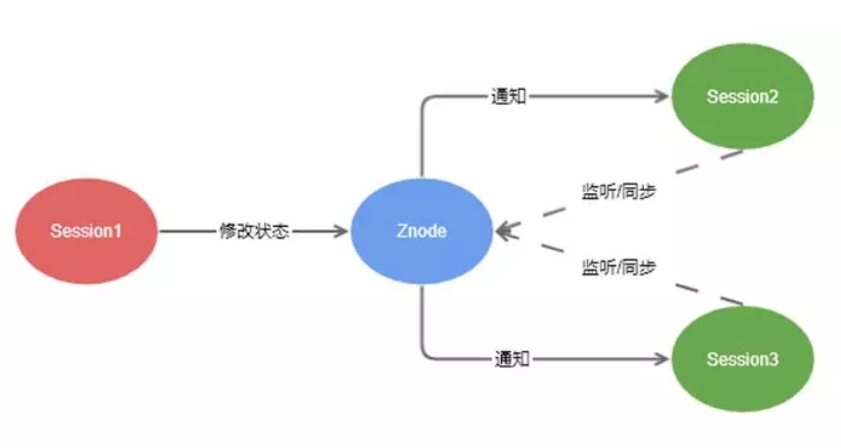 通知
Session2
监听/同步
Session1
修改状态
Znode
监听/同步
通知
Session3